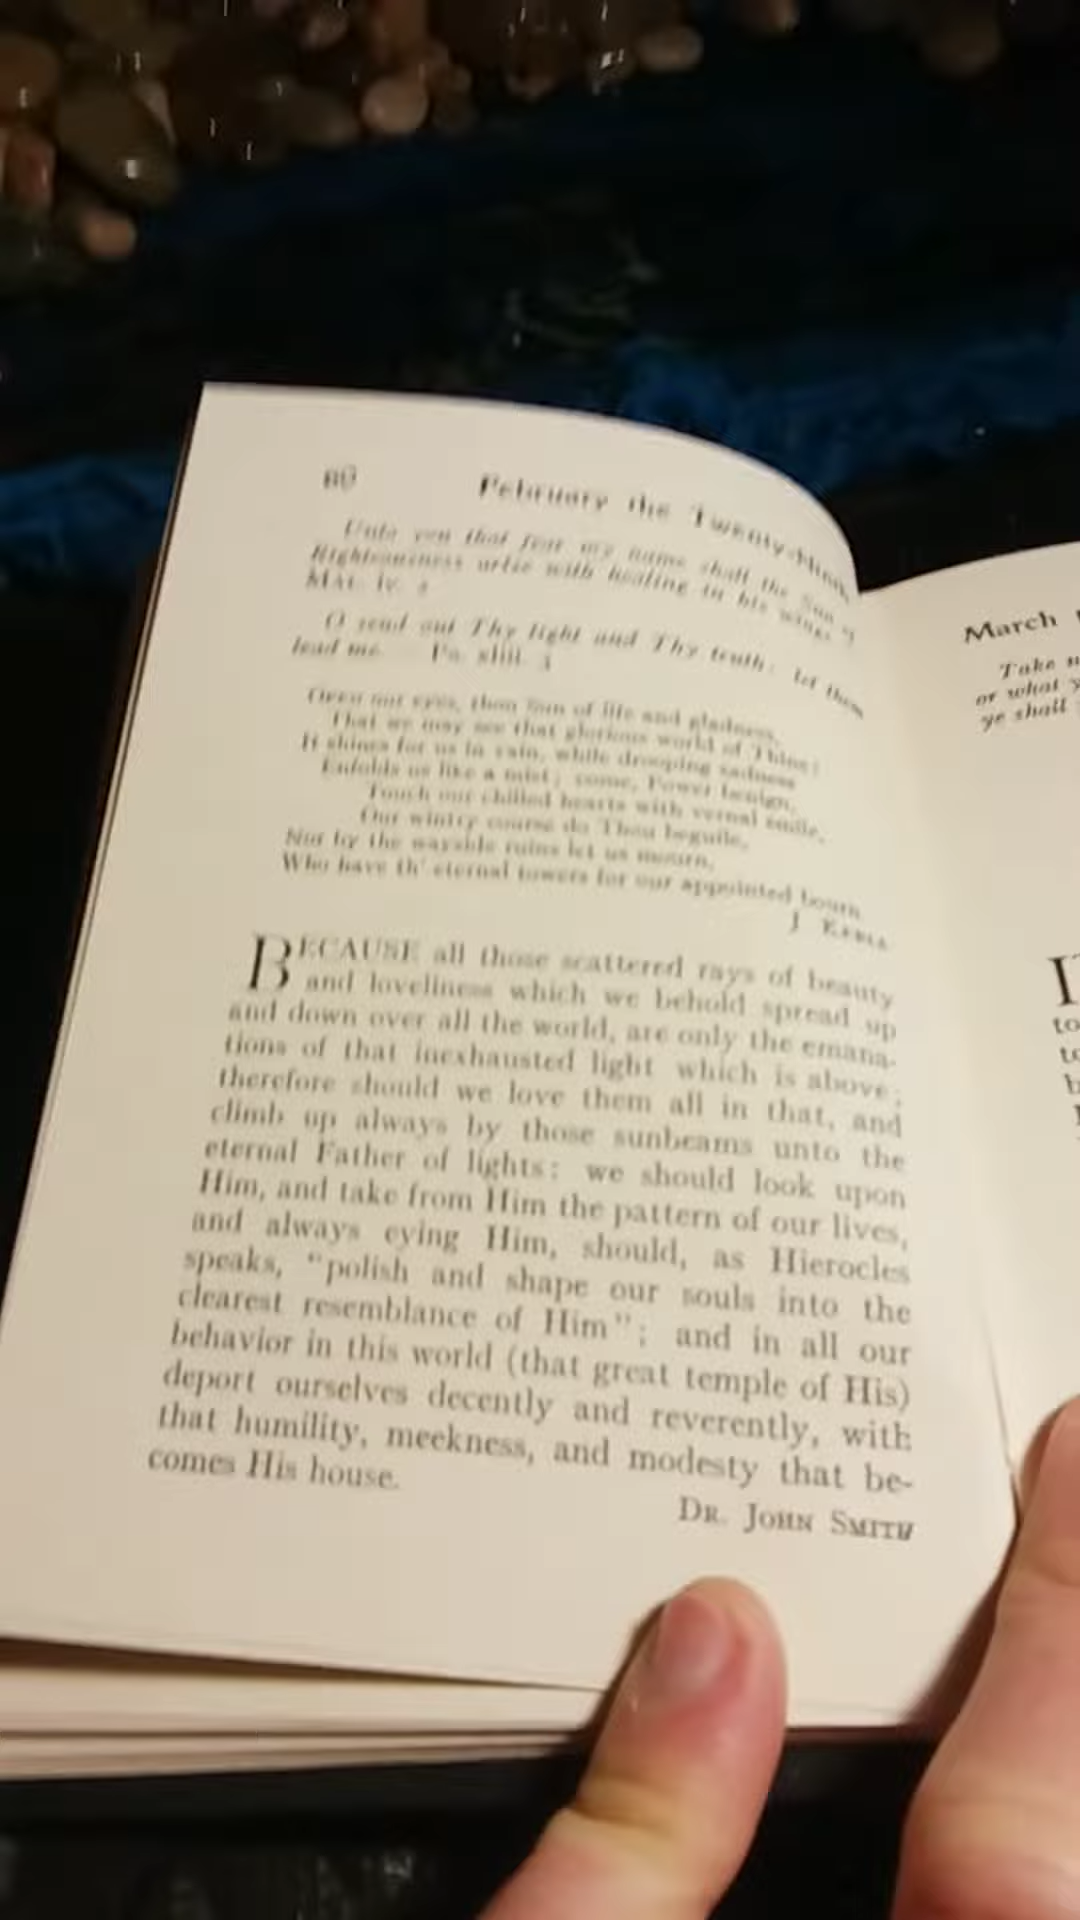 February the Twenty-Ninth
Unto you that fear my name shall the Sun of
Righteousness arise with healing in his wings
MAL. iv. 2
O send out Thy light and Thy truth: let them
lead me. Ps. xliii. 3
Open our eyes, thou Sun of life and gladness,
That we may see that glorious world of Thine!
It shines for us in vain, while drooping sadness
Enfolds us like a mist; come, Power benign,
Touch our chilled hearts with vernal smile,
Our wintry course do Thou beguile,
Nor by the wayside ruins let us mourn,
Who have th' eternal towers for our appointed bourn
J KEBLE
BECAUSE all those scattered rays of beauty
and loveliness which we behold spread up
and down over all the world, are only the emana-
tions of that inexhausted light which is above;
therefore should we love them all in that, and
climb up always by those sunbeams unto the
eternal Father of lights: we should look upon
Him, and take from Him the pattern of our lives,
and always eying Him, should, as Hierocles
speaks, "polish and shape our souls into the
clearest resemblance of Him"; and in all our
behavior in this world (that great temple of His)
deport ourselves decently and reverently, with
that humility, meekness, and modesty that be-
comes His house.
DR. JOHN SMITH
March
Take
or what
ye shall
to